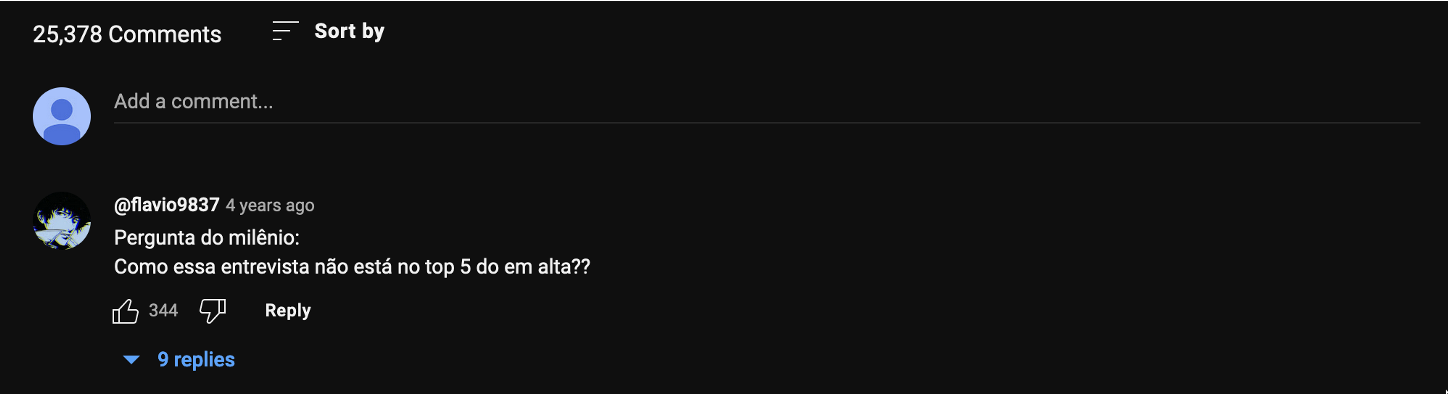 25,378 Comments Sort by
Add a comment...
@flavio9837 4 years ago
Pergunta do milênio:
Como essa entrevista não está no top 5 do em alta??
344 Reply
9 replies